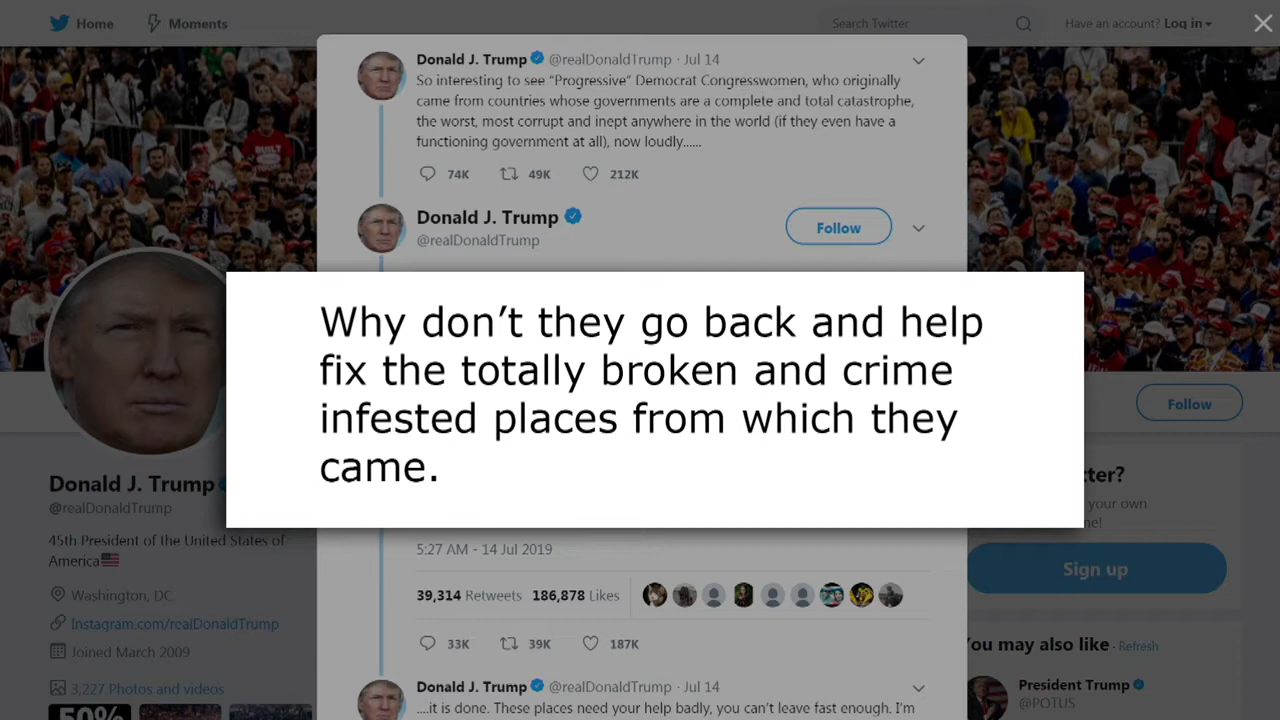 Home
Moments
Search Twitter
Have an account? Log in
Donald J. Trump @realDonaldTrump · Jul 14
So interesting to see “Progressive” Democrat Congresswomen, who originally
came from countries whose governments are a complete and total catastrophe,
the worst, most corrupt and inept anywhere in the world (if they even have a
functioning government at all), now loudly......
74K 49K 212K
Donald J. Trump
@realDonaldTrump
Follow
Why don’t they go back and help
fix the totally broken and crime
infested places from which they
came.
5:27 AM - 14 Jul 2019
39,314 Retweets 186,878 Likes
33K 39K 187K
Donald J. Trump @realDonaldTrump · Jul 14
....it is done. These places need your help badly, you can’t leave fast enough. I’m
Donald J. Trump
@realDonaldTrump
45th President of the United States of
America
Washington, DC
Instagram.com/realDonaldTrump
Joined March 2009
3,227 Photos and videos
50%
BUILT
Follow
tter?
your own
ne!
Sign up
You may also like · Refresh
President Trump
@POTUS